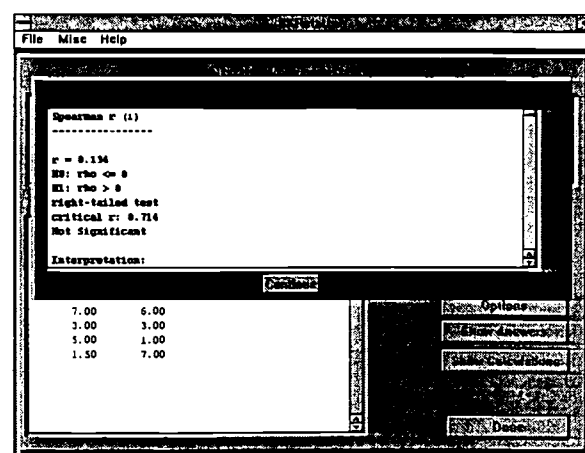 File Misc Help
Spearman r (1)
----------------
r = 0.134
H0: rho <= 0
H1: rho > 0
right-tailed test
critical r: 0.714
Not Significant
Interpretation:
Continue
7.00 6.00
3.00 3.00
5.00 1.00
1.50 7.00
Options
Enter Answers
Done